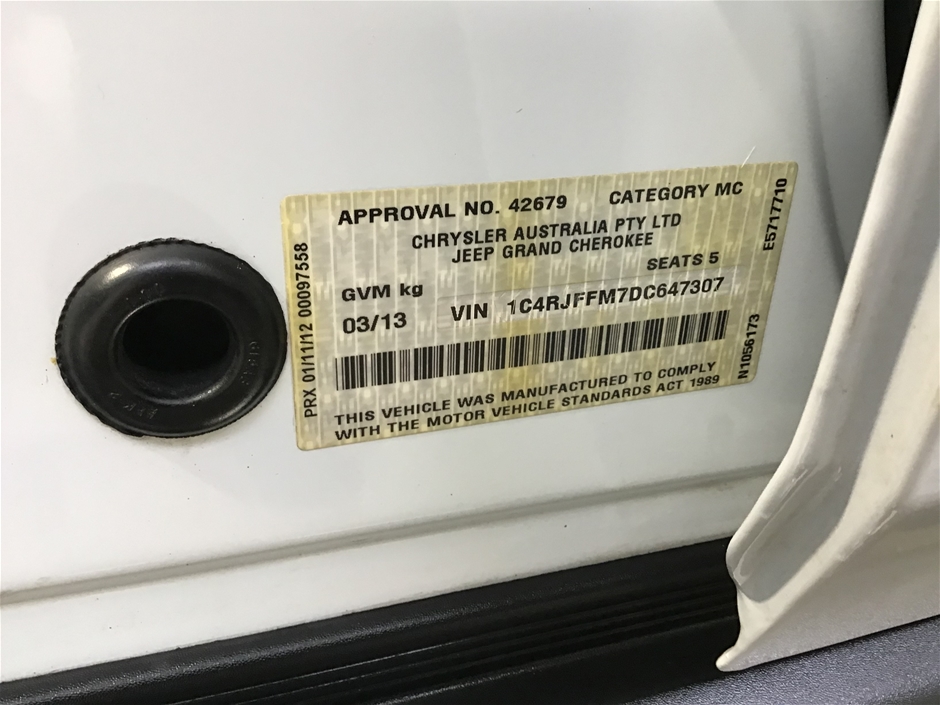 APPROVAL NO. 42679 CATEGORY MC
CHRYSLER AUSTRALIA PTY LTD
JEEP GRAND CHEROKEE
SEATS 5
GVM kg
03/13 VIN 1C4RJFFM7DC647307
THIS VEHICLE WAS MANUFACTURED TO COMPLY
WITH THE MOTOR VEHICLE STANDARDS ACT 1989
PRX 01/11/12 00097558
E5717710
N1056173